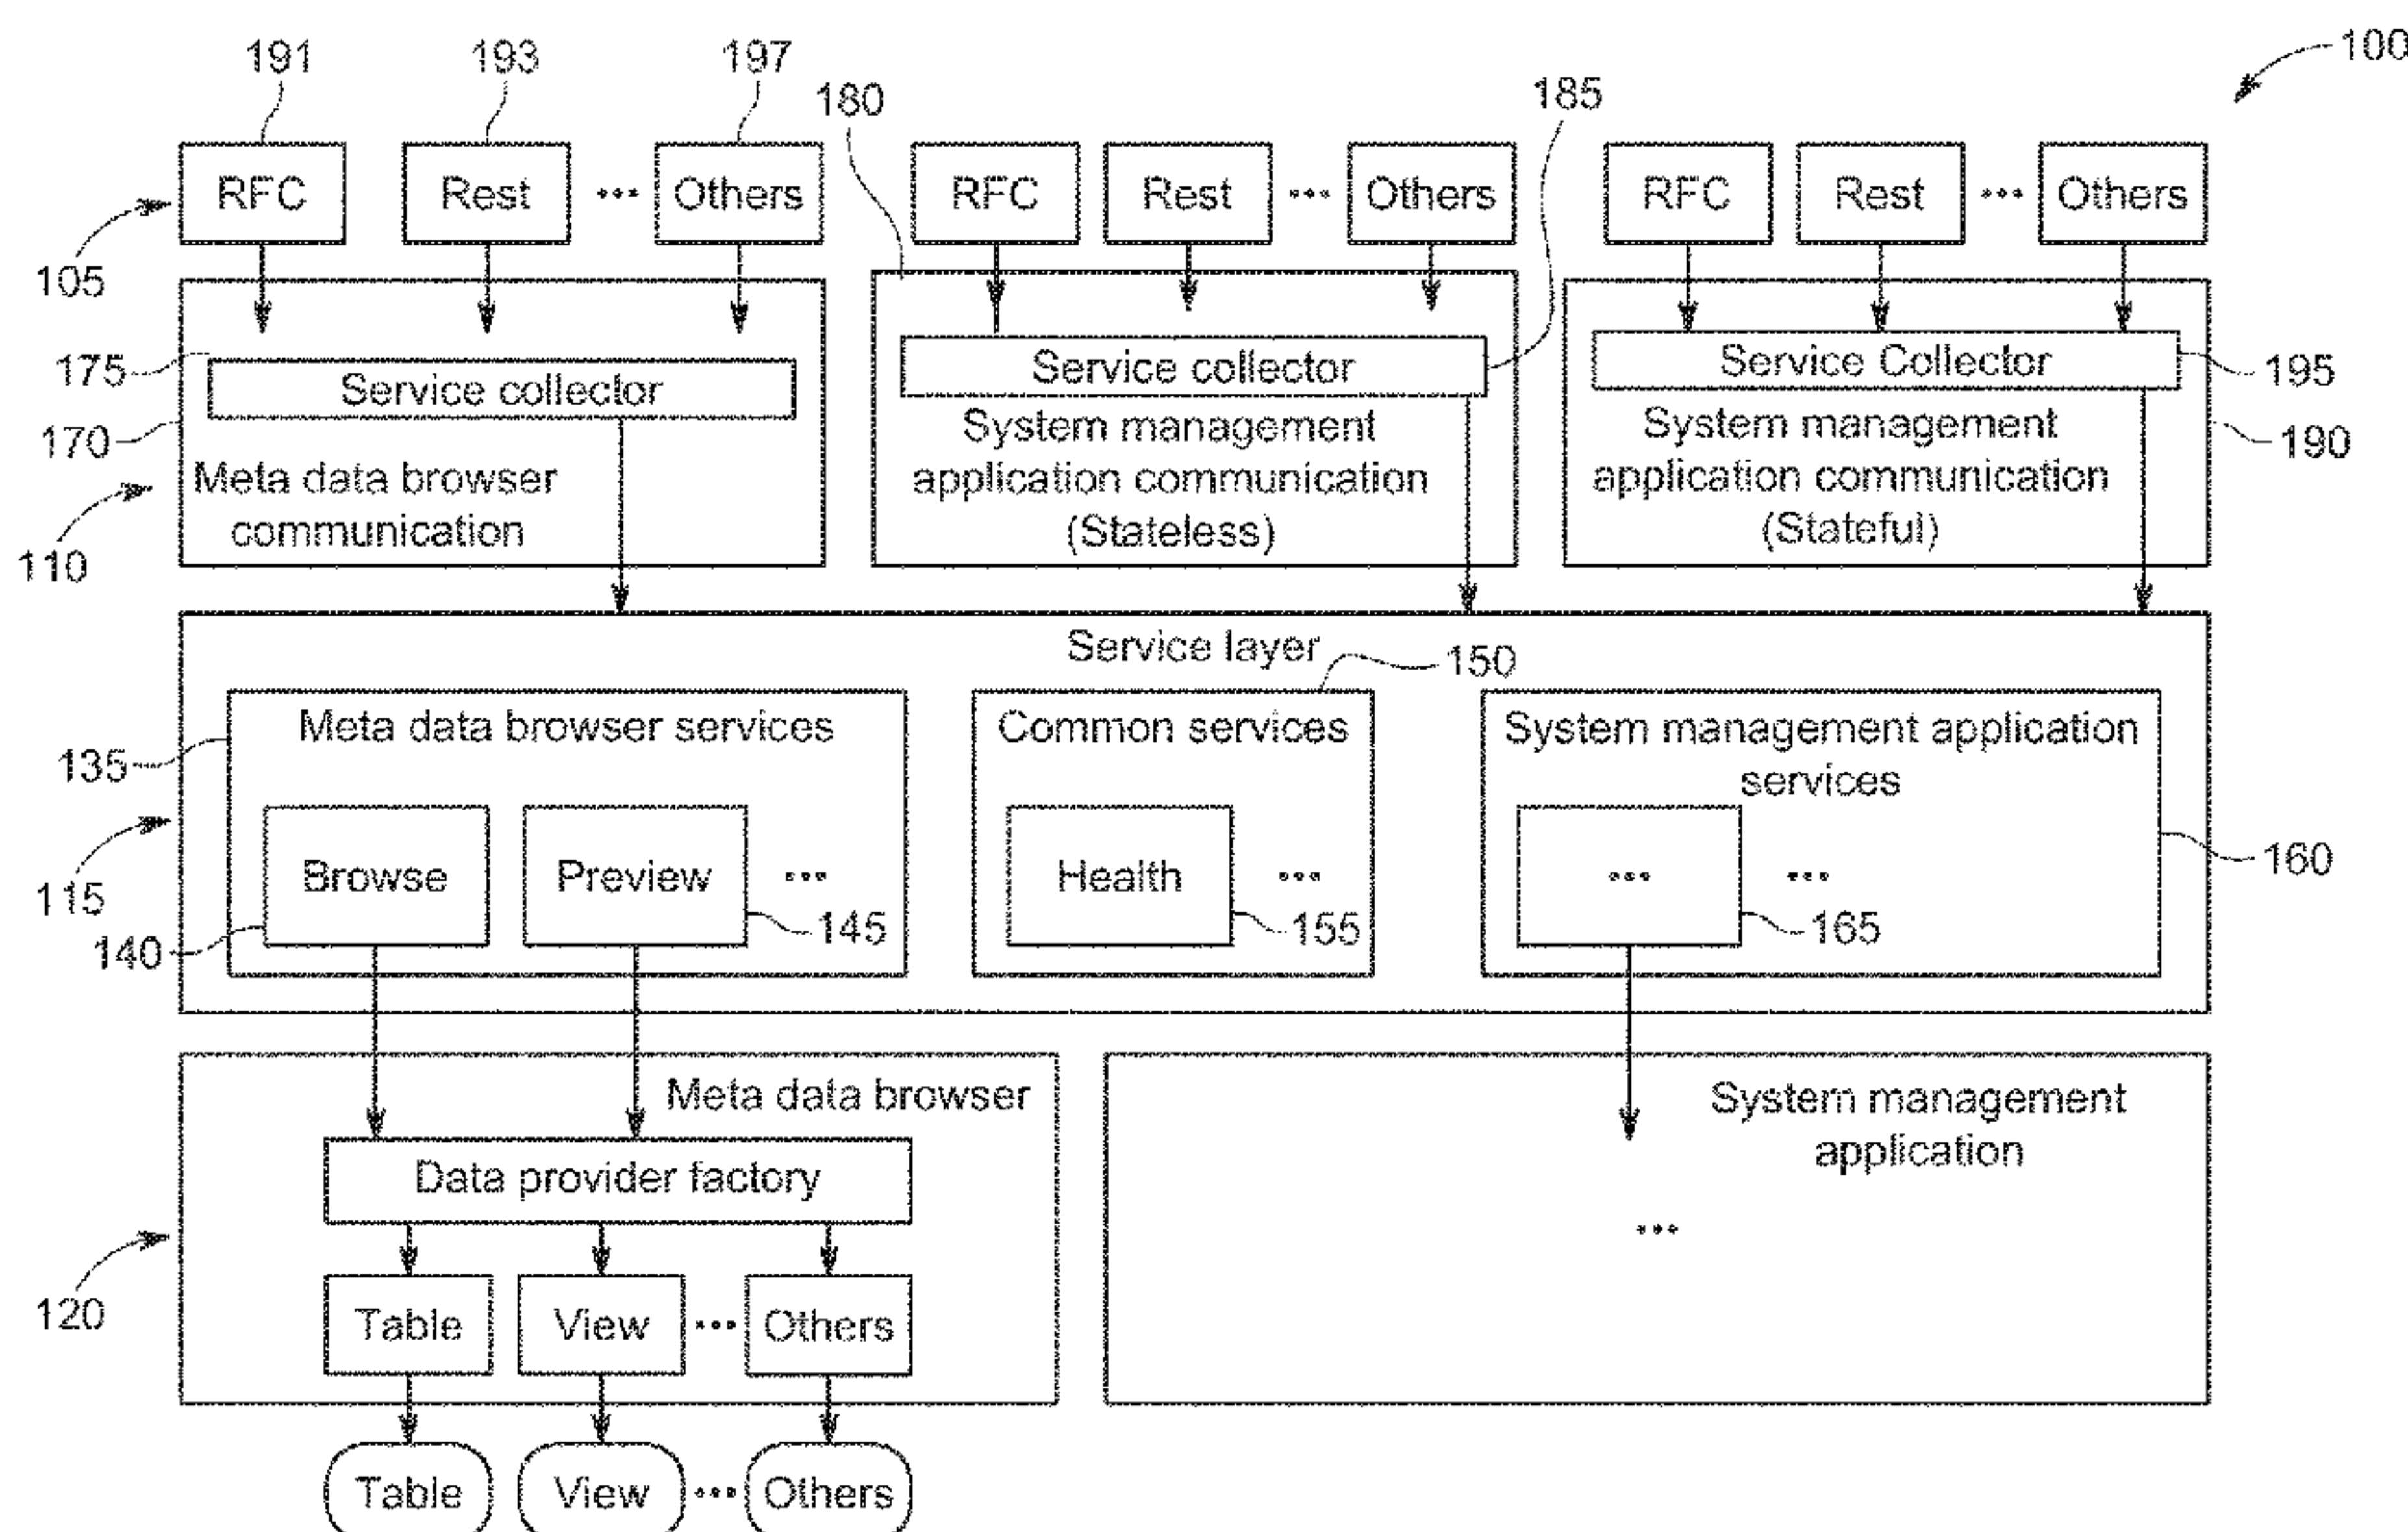 191
193
197
180
185
100
RFC
Rest
...
Others
RFC
Rest
...
Others
RFC
Rest
...
Others
105
175
Service collector
170
Meta data browser
communication
110
Service collector
System management
application communication
(Stateless)
Service Collector
195
System management
application communication
(Stateful)
190
Service layer
150
Meta data browser services
135
Browse
Preview
...
140
145
115
Common services
Health
...
155
System management application
services
...
...
165
160
Meta data browser
Data provider factory
Table
View
...
Others
120
Table
View
...
Others
System management
application
...